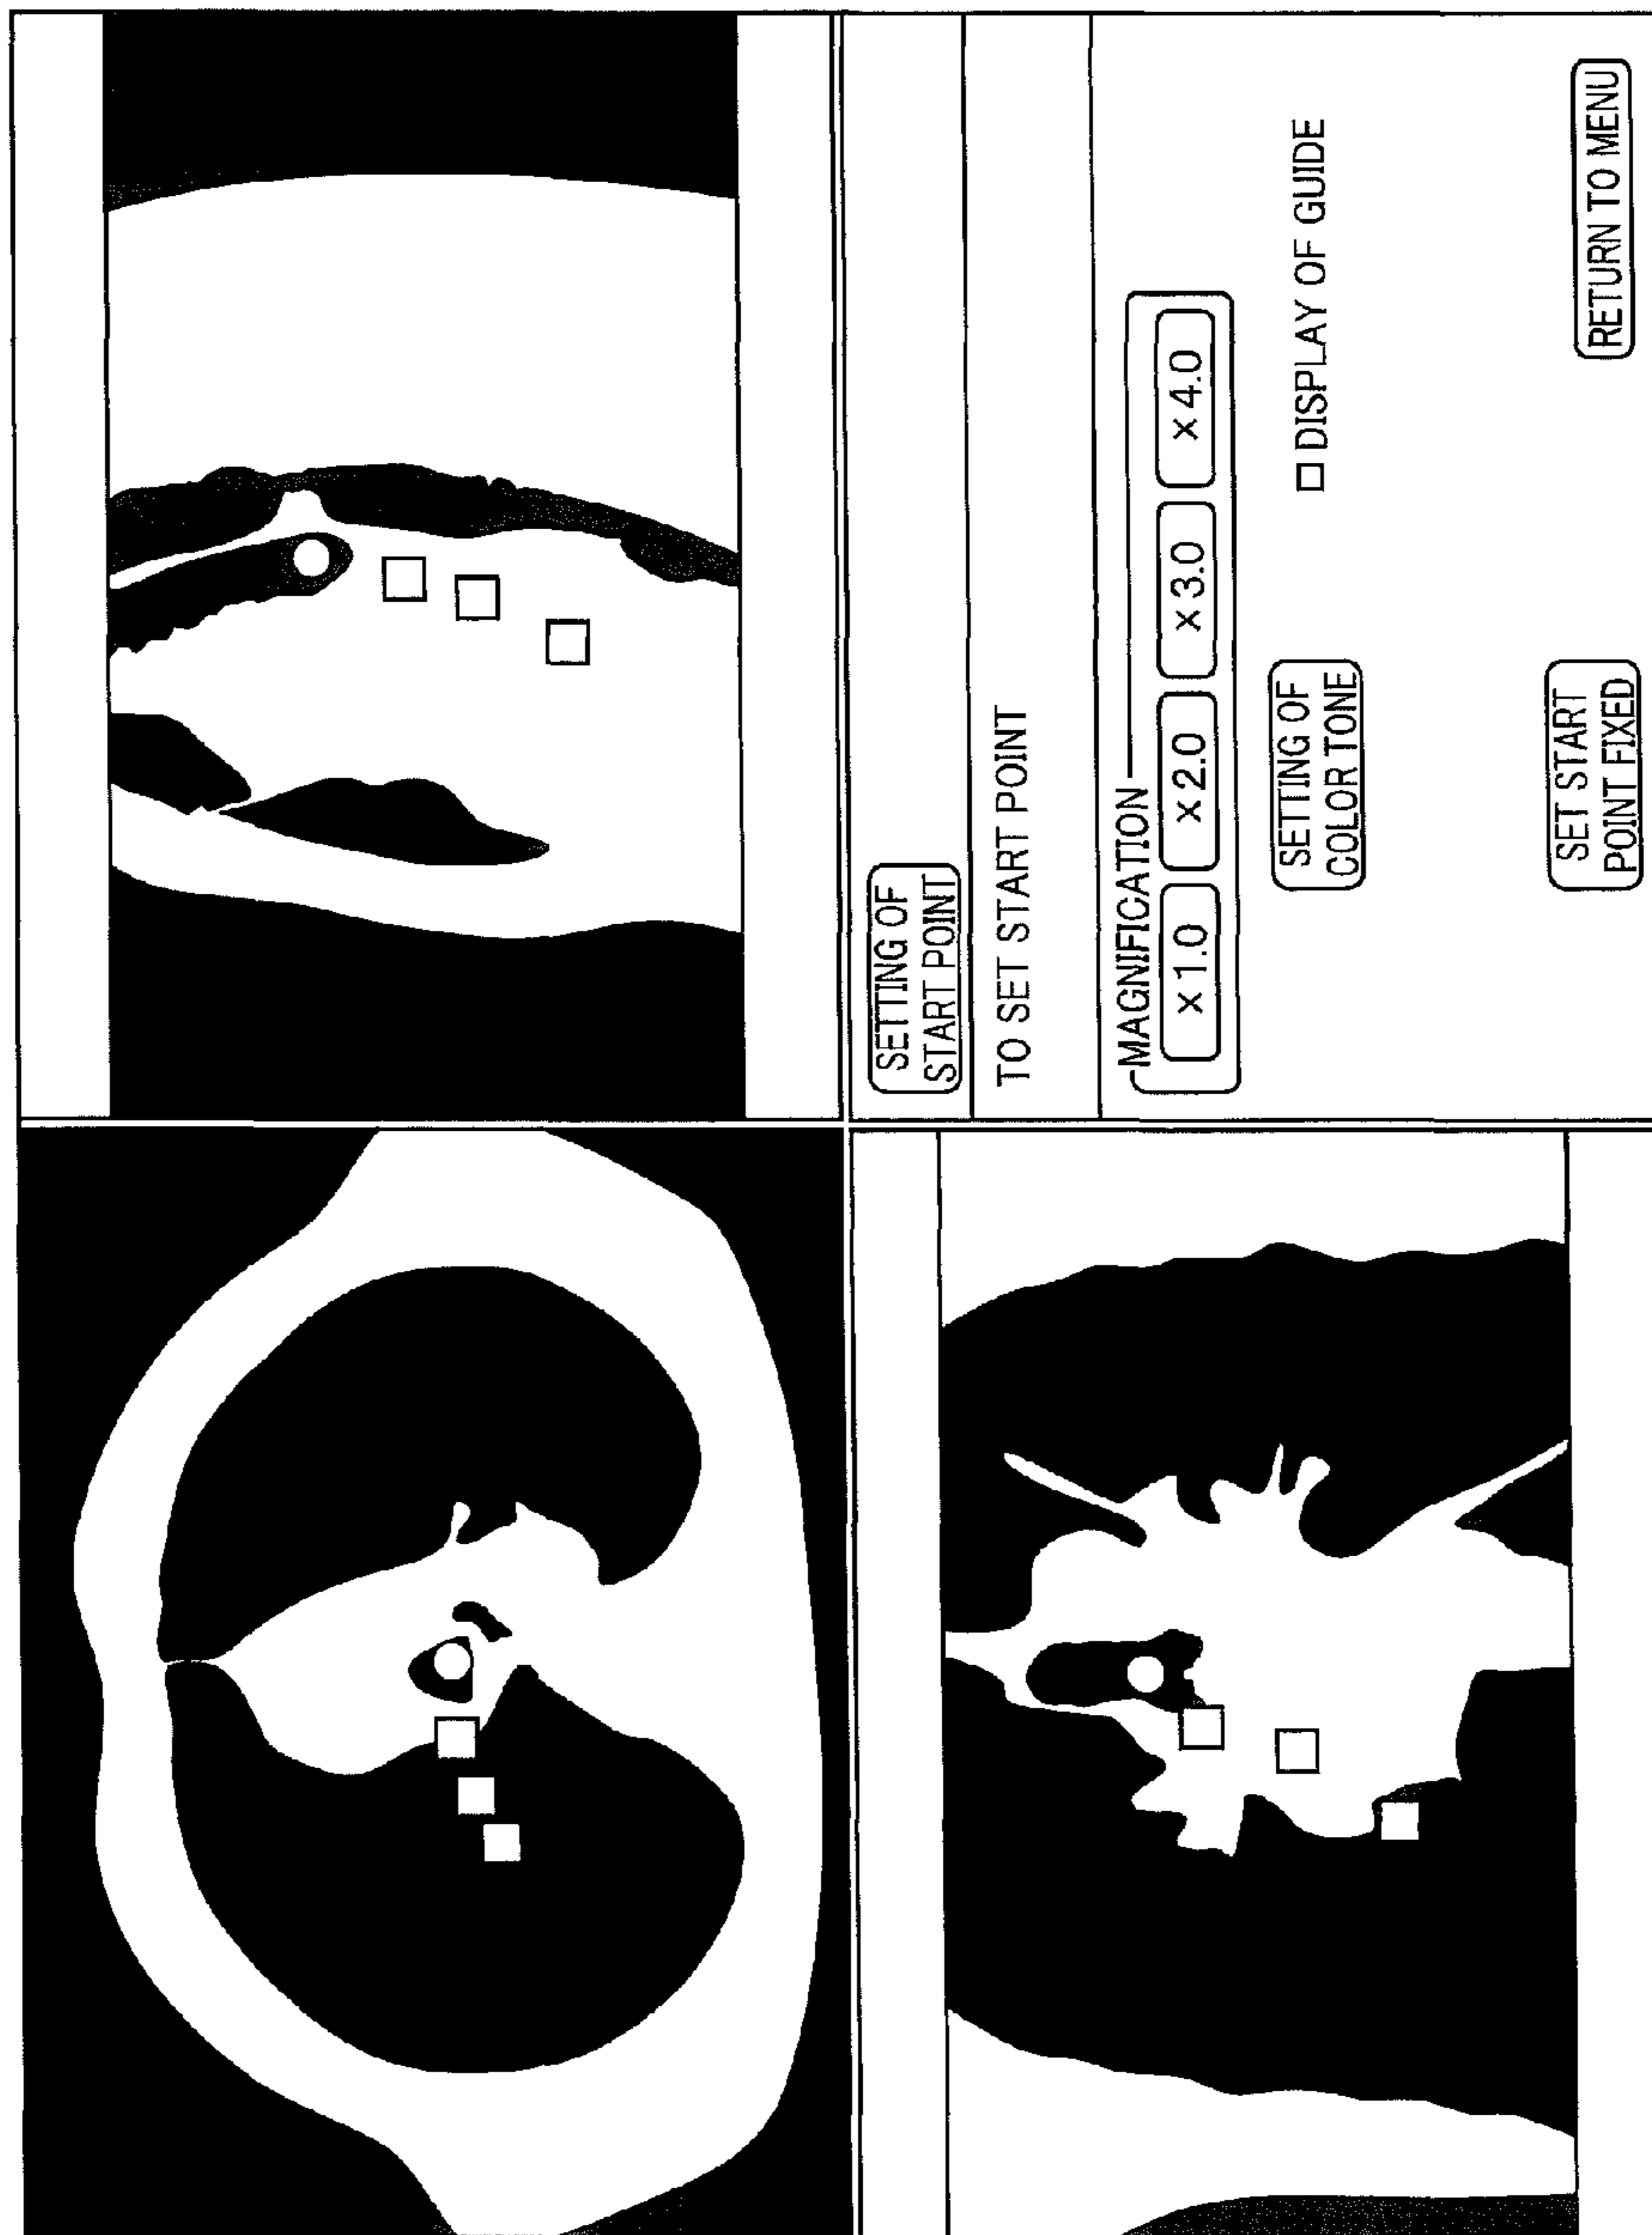 SETTING OF
START POINT
TO SET START POINT
MAGNIFICATION
× 1.0
× 2.0
× 3.0
× 4.0
SETTING OF
COLOR TONE
DISPLAY OF GUIDE
SET START
POINT FIXED
RETURN TO MENU